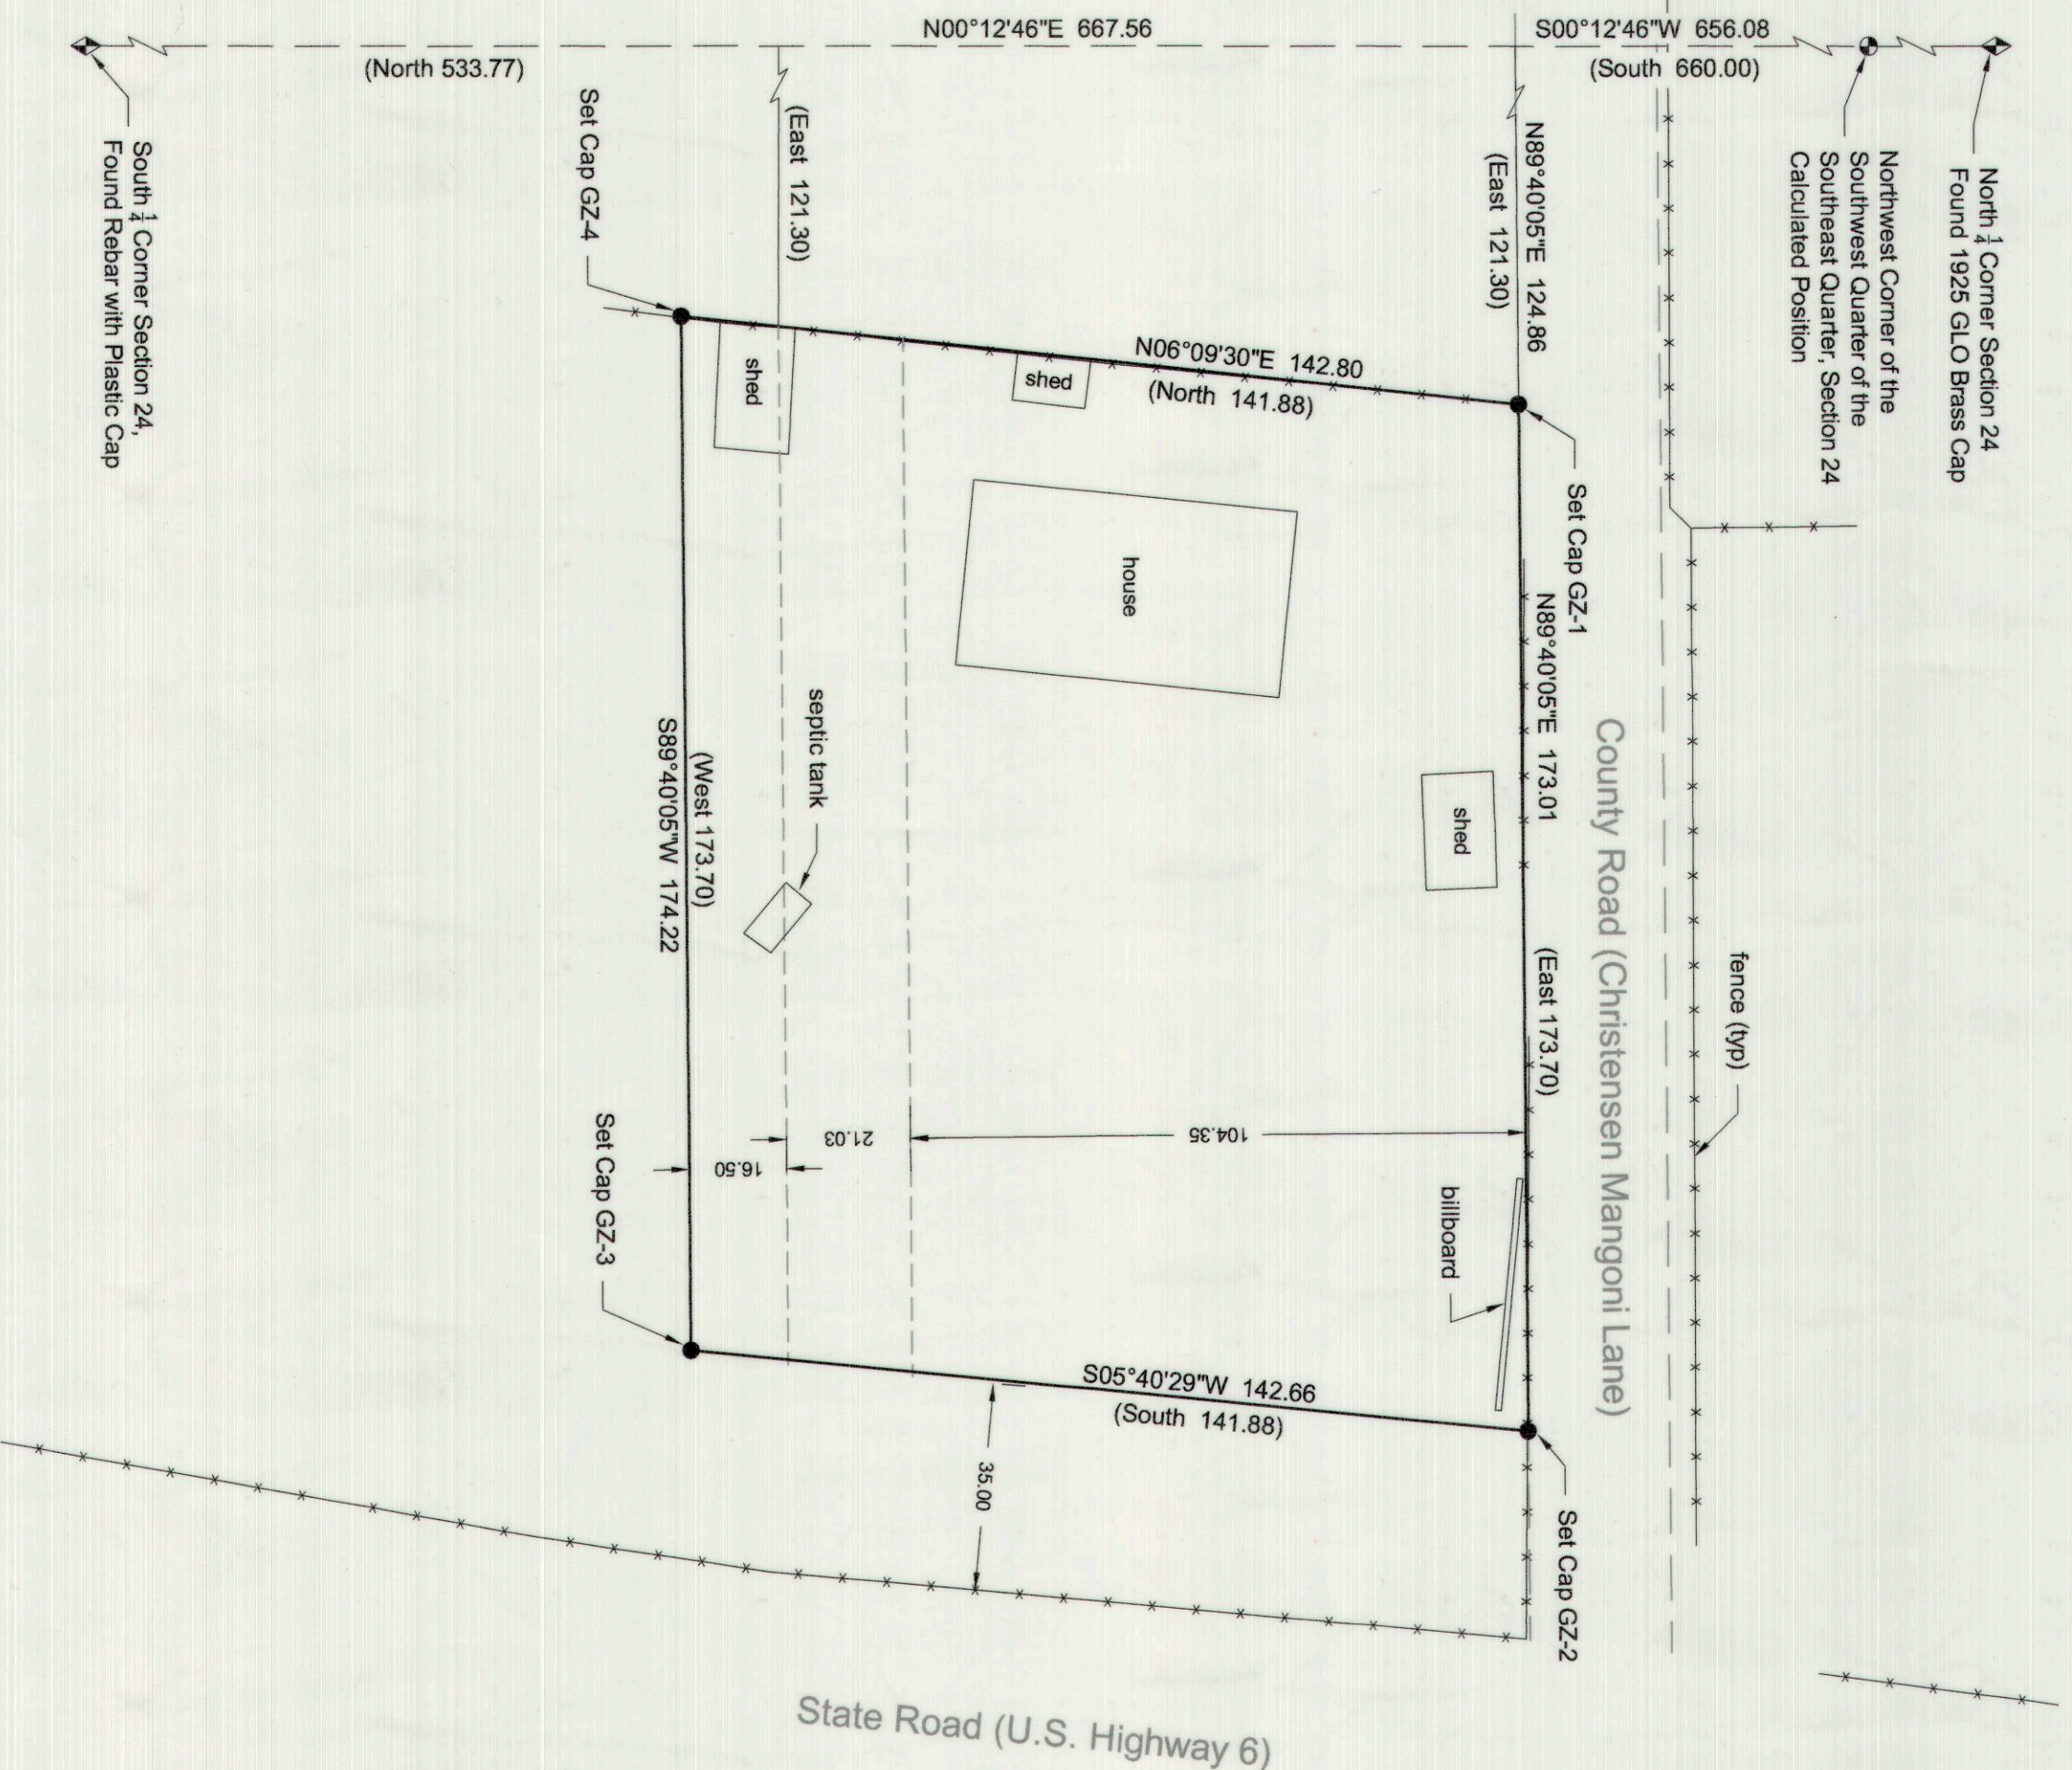 N00°12'46"E 667.56
S00°12'46"W 656.08
(North 533.77)
(South 660.00)
South 1/4 Corner Section 24,
Found Rebar with Plastic Cap
North 1/4 Corner Section 24
Found 1925 GLO Brass Cap
Northwest Corner of the
Southwest Quarter of the
Southeast Quarter, Section 24
Calculated Position
Set Cap GZ-4
(East 121.30)
N89°40'05"E 124.86
(East 121.30)
N06°09'30"E 142.80
(North 141.88)
shed
shed
Set Cap GZ-1
house
N89°40'05"E 173.01
(East 173.70)
shed
County Road (Christensen Mangoni Lane)
fence (typ)
septic tank
(West 173.70)
S89°40'05"W 174.22
21.03
104.35
16.50
billboard
Set Cap GZ-3
S05°40'29"W 142.66
(South 141.88)
35.00
Set Cap GZ-2
State Road (U.S. Highway 6)